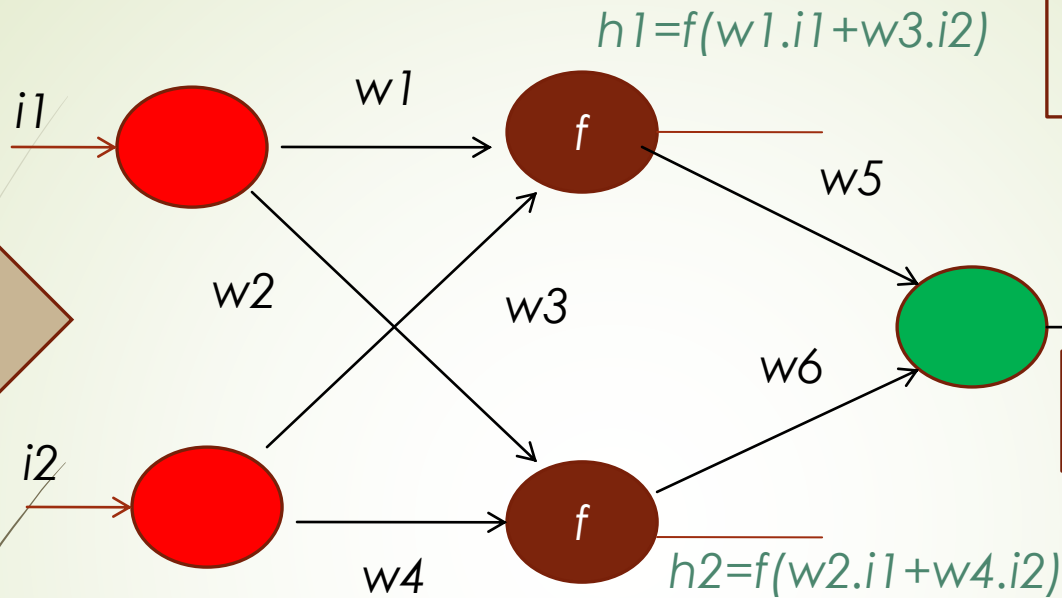 h1=f(w1.i1+w3.i2)
w1
i1
f
w5
w2
w3
w6
i2
f
w4
h2=f(w2.i1+w4.i2)